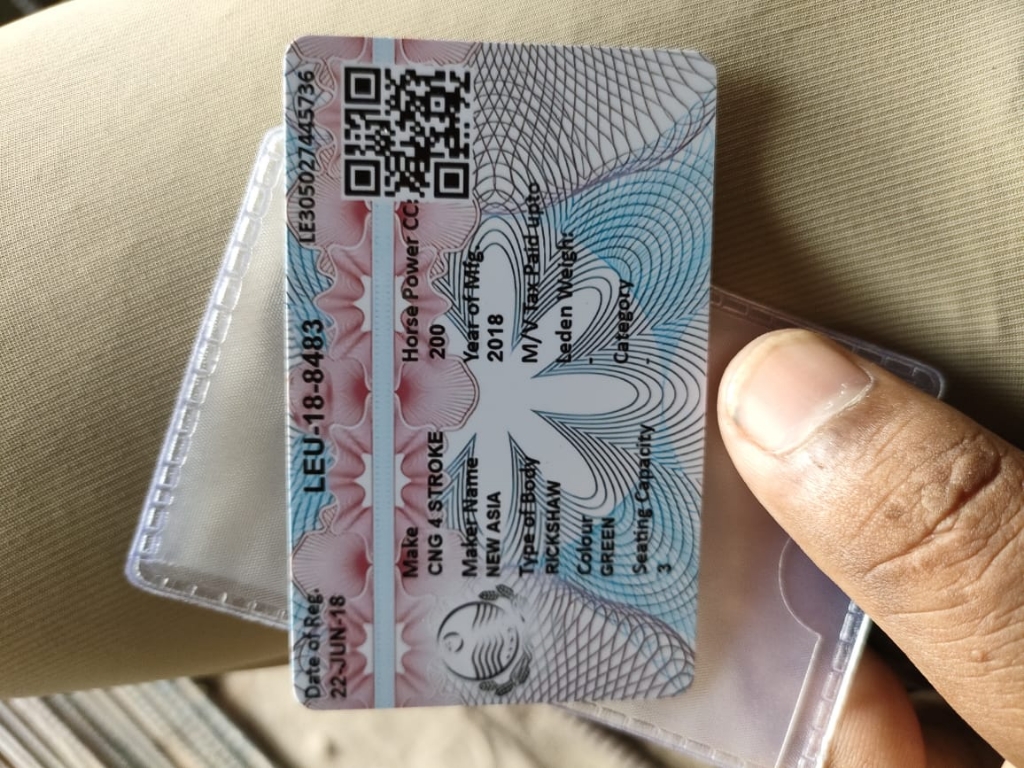 Date of Reg. LEU-18-8483 LE305027445736
22-JUN-18
Make Horse Power CC:
CNG 4 STROKE 200
Maker Name Year of Mfg.
NEW ASIA 2018
Type of Body M/V Tax Paid Upto
RICKSHAW
Leden Weigh:
Colour -
GREEN
Category
Seating Capacity -
3